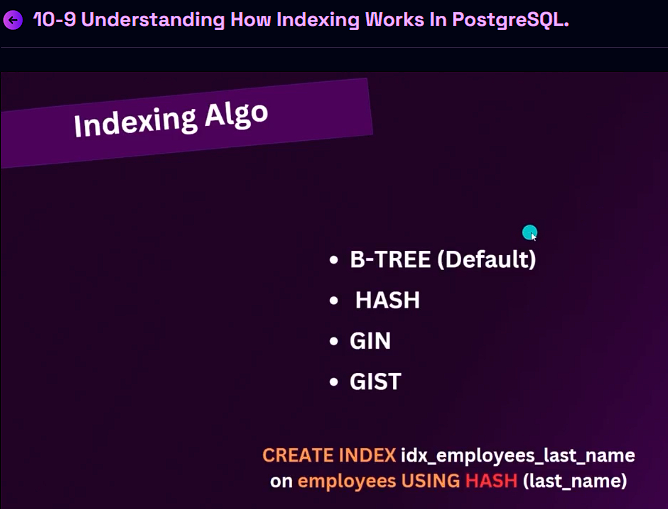 10-9 Understanding How Indexing Works In PostgreSQL.
Indexing Algo
• B-TREE (Default)
• HASH
• GIN
• GIST
CREATE INDEX idx_employees_last_name
on employees USING HASH (last_name)